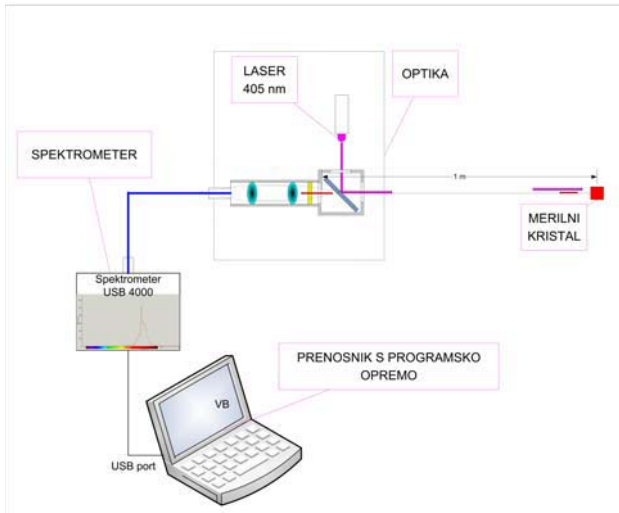 LASER
405 nm
OPTIKA
SPEKTROMETER
1 m
MERILNI
KRISTAL
Spektrometer
USB 4000
PRENOSNIK S PROGRAMSKO
OPREMO
VB
USB port